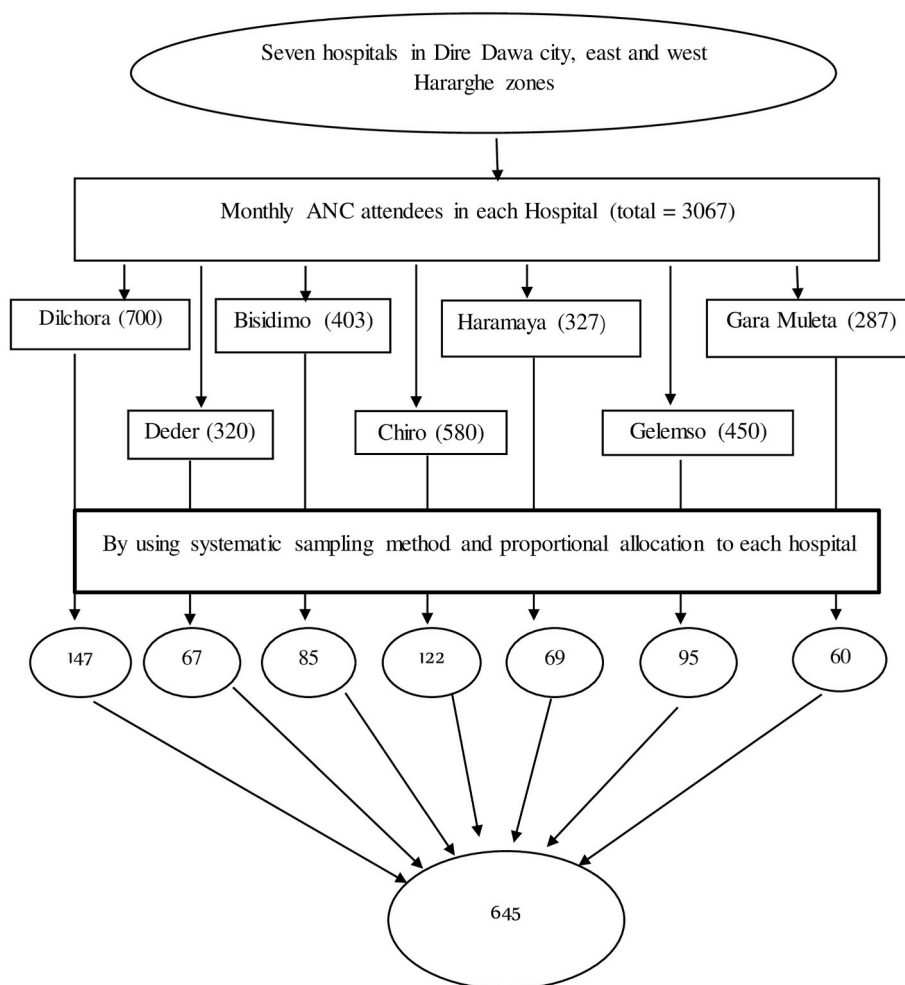 Seven hospitals in Dire Dawa city, east and west
Hararghe zones
Monthly ANC attendees in each Hospital (total = 3067)
Dilchora (700)
Bisidimo (403)
Haramaya (327)
Gara Muleta (287)
Deder (320)
Chiro (580)
Gelemso (450)
By using systematic sampling method and proportional allocation to each hospital
147
67
85
122
69
95
60
645